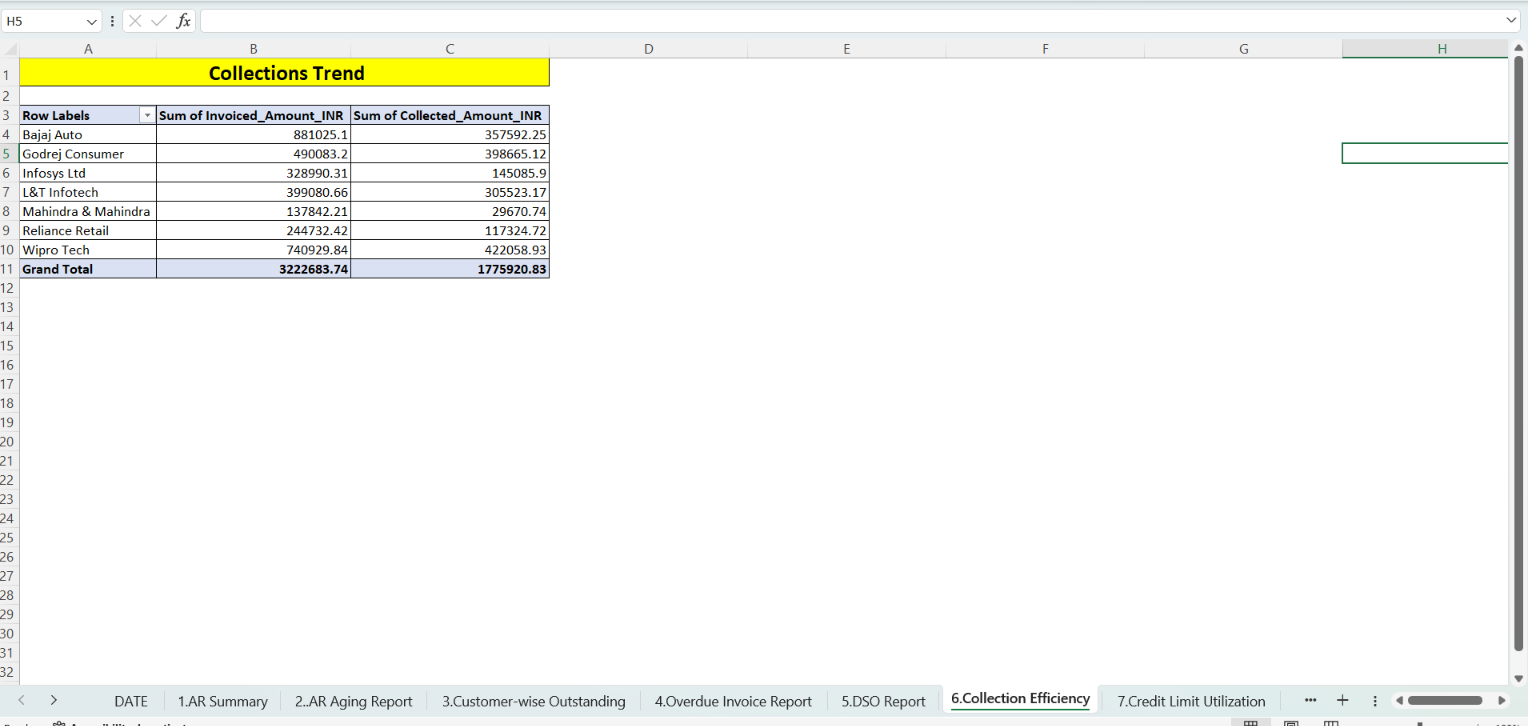 H5
fx
A B C D E F G H
1 Collections Trend
2
3 Row Labels Sum of Invoiced_Amount_INR Sum of Collected_Amount_INR
4 Bajaj Auto 881025.1 357592.25
5 Godrej Consumer 490083.2 398665.12
6 Infosys Ltd 328990.31 145085.9
7 L&T Infotech 399080.66 305523.17
8 Mahindra & Mahindra 137842.21 29670.74
9 Reliance Retail 244732.42 117324.72
10 Wipro Tech 740929.84 422058.93
11 Grand Total 3222683.74 1775920.83
12
13
14
15
16
17
18
19
20
21
22
23
24
25
26
27
28
29
30
31
32
DATE 1.AR Summary 2..AR Aging Report 3.Customer-wise Outstanding 4.Overdue Invoice Report 5.DSO Report 6.Collection Efficiency 7.Credit Limit Utilization